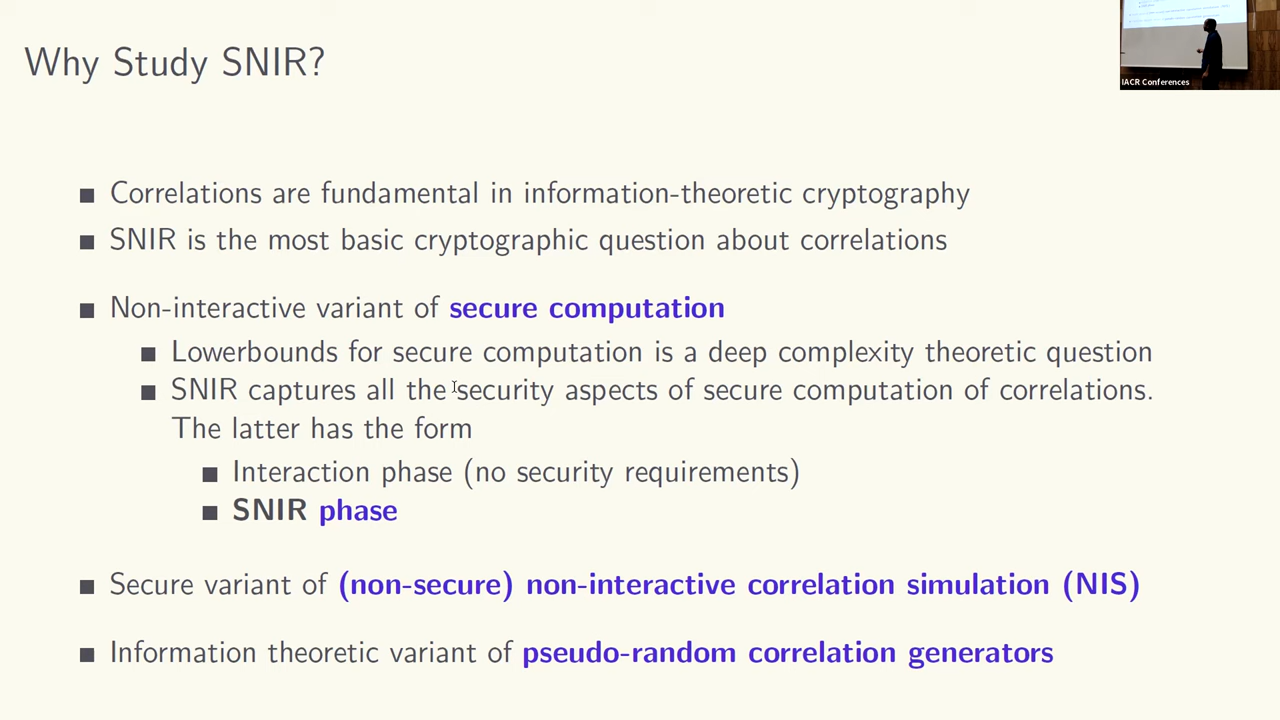 Why Study SNIR?
IACR Conferences
Correlations are fundamental in information-theoretic cryptography
SNIR is the most basic cryptographic question about correlations
Non-interactive variant of secure computation
Lowerbounds for secure computation is a deep complexity theoretic question
SNIR captures all the security aspects of secure computation of correlations.
The latter has the form
Interaction phase (no security requirements)
SNIR phase
Secure variant of (non-secure) non-interactive correlation simulation (NIS)
Information theoretic variant of pseudo-random correlation generators